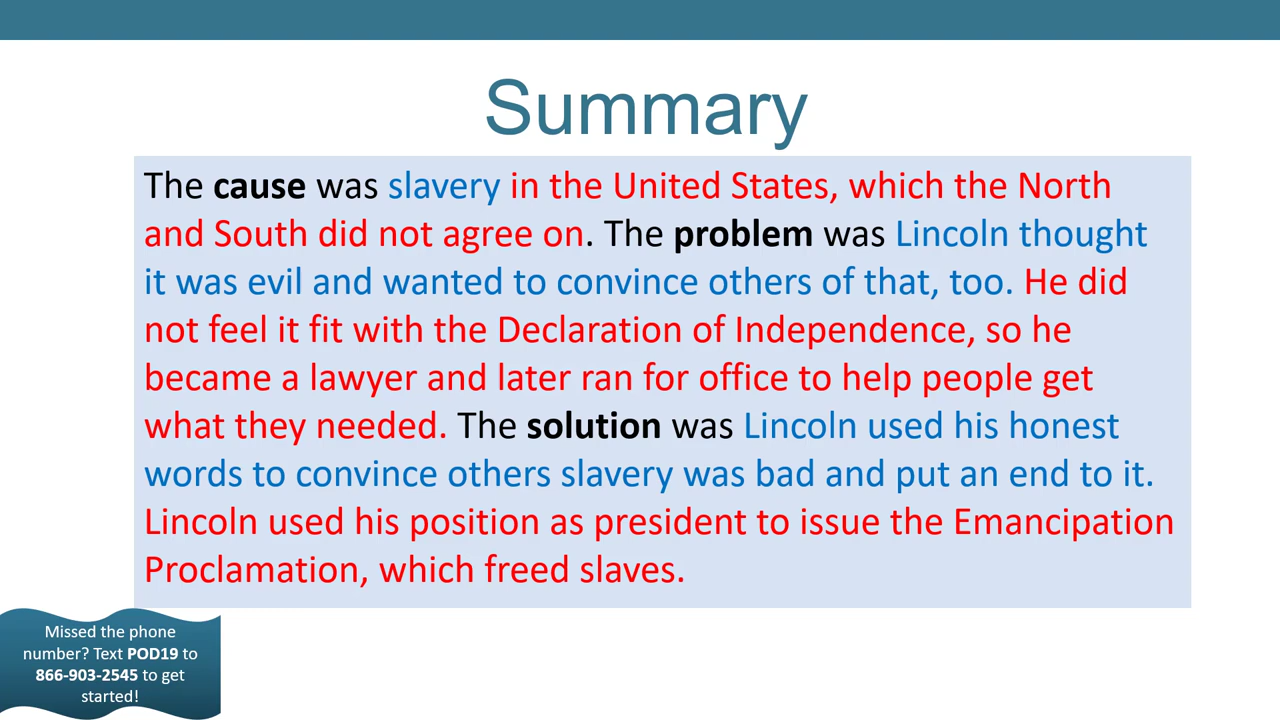 Summary
The cause was slavery in the United States, which the North
and South did not agree on. The problem was Lincoln thought
it was evil and wanted to convince others of that, too. He did
not feel it fit with the Declaration of Independence, so he
became a lawyer and later ran for office to help people get
what they needed. The solution was Lincoln used his honest
words to convince others slavery was bad and put an end to it.
Lincoln used his position as president to issue the Emancipation
Proclamation, which freed slaves.
Missed the phone
number? Text POD19 to
866-903-2545 to get
started!